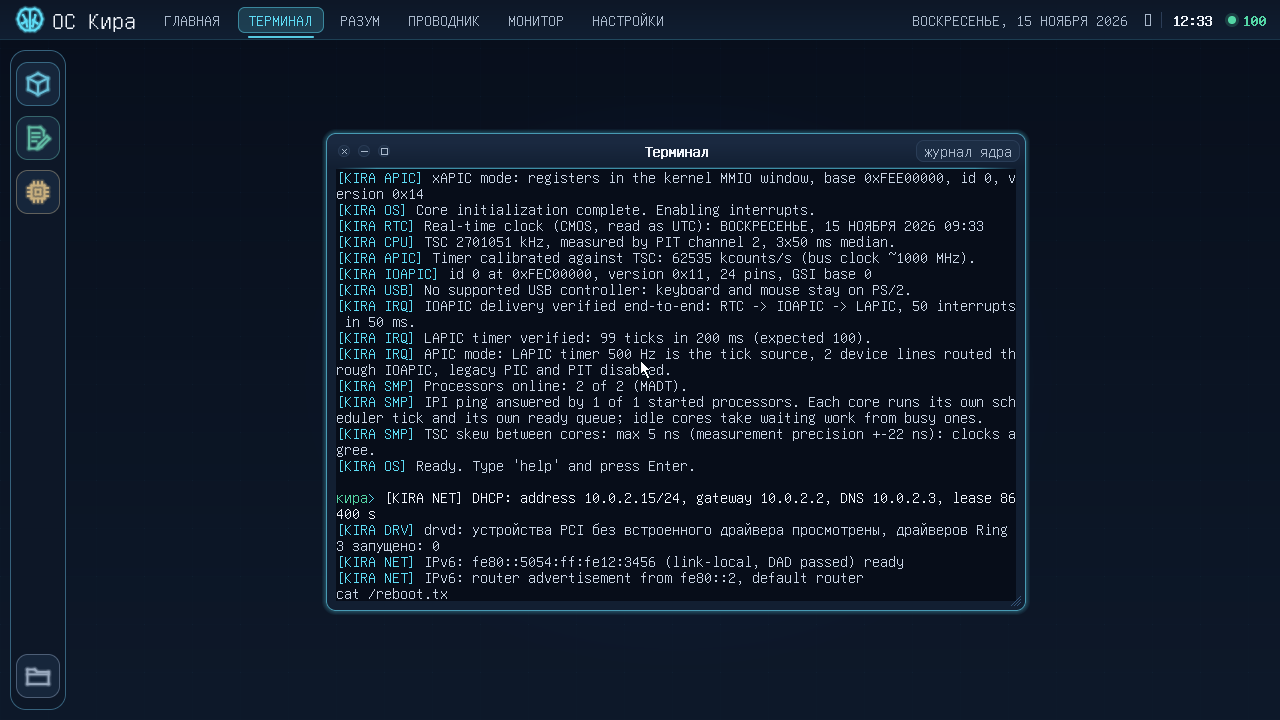 ОС Кира
ГЛАВНАЯ
ТЕРМИНАЛ
РАЗУМ
ПРОВОДНИК
МОНИТОР
НАСТРОЙКИ
ВОСКРЕСЕНЬЕ, 15 НОЯБРЯ 2026
12:33
100
Терминал
журнал ядра
[KIRA APIC] xAPIC mode: registers in the kernel MMIO window, base 0xFEE00000, id 0, v
ersion 0x14
[KIRA OS] Core initialization complete. Enabling interrupts.
[KIRA RTC] Real-time clock (CMOS, read as UTC): ВОСКРЕСЕНЬЕ, 15 НОЯБРЯ 2026 09:33
[KIRA CPU] TSC 2701051 kHz, measured by PIT channel 2, 3x50 ms median.
[KIRA APIC] Timer calibrated against TSC: 62535 kcounts/s (bus clock ~1000 MHz).
[KIRA IOAPIC] id 0 at 0xFEC00000, version 0x11, 24 pins, GSI base 0
[KIRA USB] No supported USB controller: keyboard and mouse stay on PS/2.
[KIRA IRQ] IOAPIC delivery verified end-to-end: RTC -> IOAPIC -> LAPIC, 50 interrupts
in 50 ms.
[KIRA IRQ] LAPIC timer verified: 99 ticks in 200 ms (expected 100).
[KIRA IRQ] APIC mode: LAPIC timer 500 Hz is the tick source, 2 device lines routed th
rough IOAPIC, legacy PIC and PIT disabled.
[KIRA SMP] Processors online: 2 of 2 (MADT).
[KIRA SMP] IPI ping answered by 1 of 1 started processors. Each core runs its own sch
eduler tick and its own ready queue; idle cores take waiting work from busy ones.
[KIRA SMP] TSC skew between cores: max 5 ns (measurement precision +-22 ns): clocks a
gree.
[KIRA OS] Ready. Type 'help' and press Enter.
кира> [KIRA NET] DHCP: address 10.0.2.15/24, gateway 10.0.2.2, DNS 10.0.2.3, lease 86
400 s
[KIRA DRV] drvd: устройства PCI без встроенного драйвера просмотрены, драйверов Ring
3 запущено: 0
[KIRA NET] IPv6: fe80::5054:ff:fe12:3456 (link-local, DAD passed) ready
[KIRA NET] IPv6: router advertisement from fe80::2, default router
cat /reboot.tx